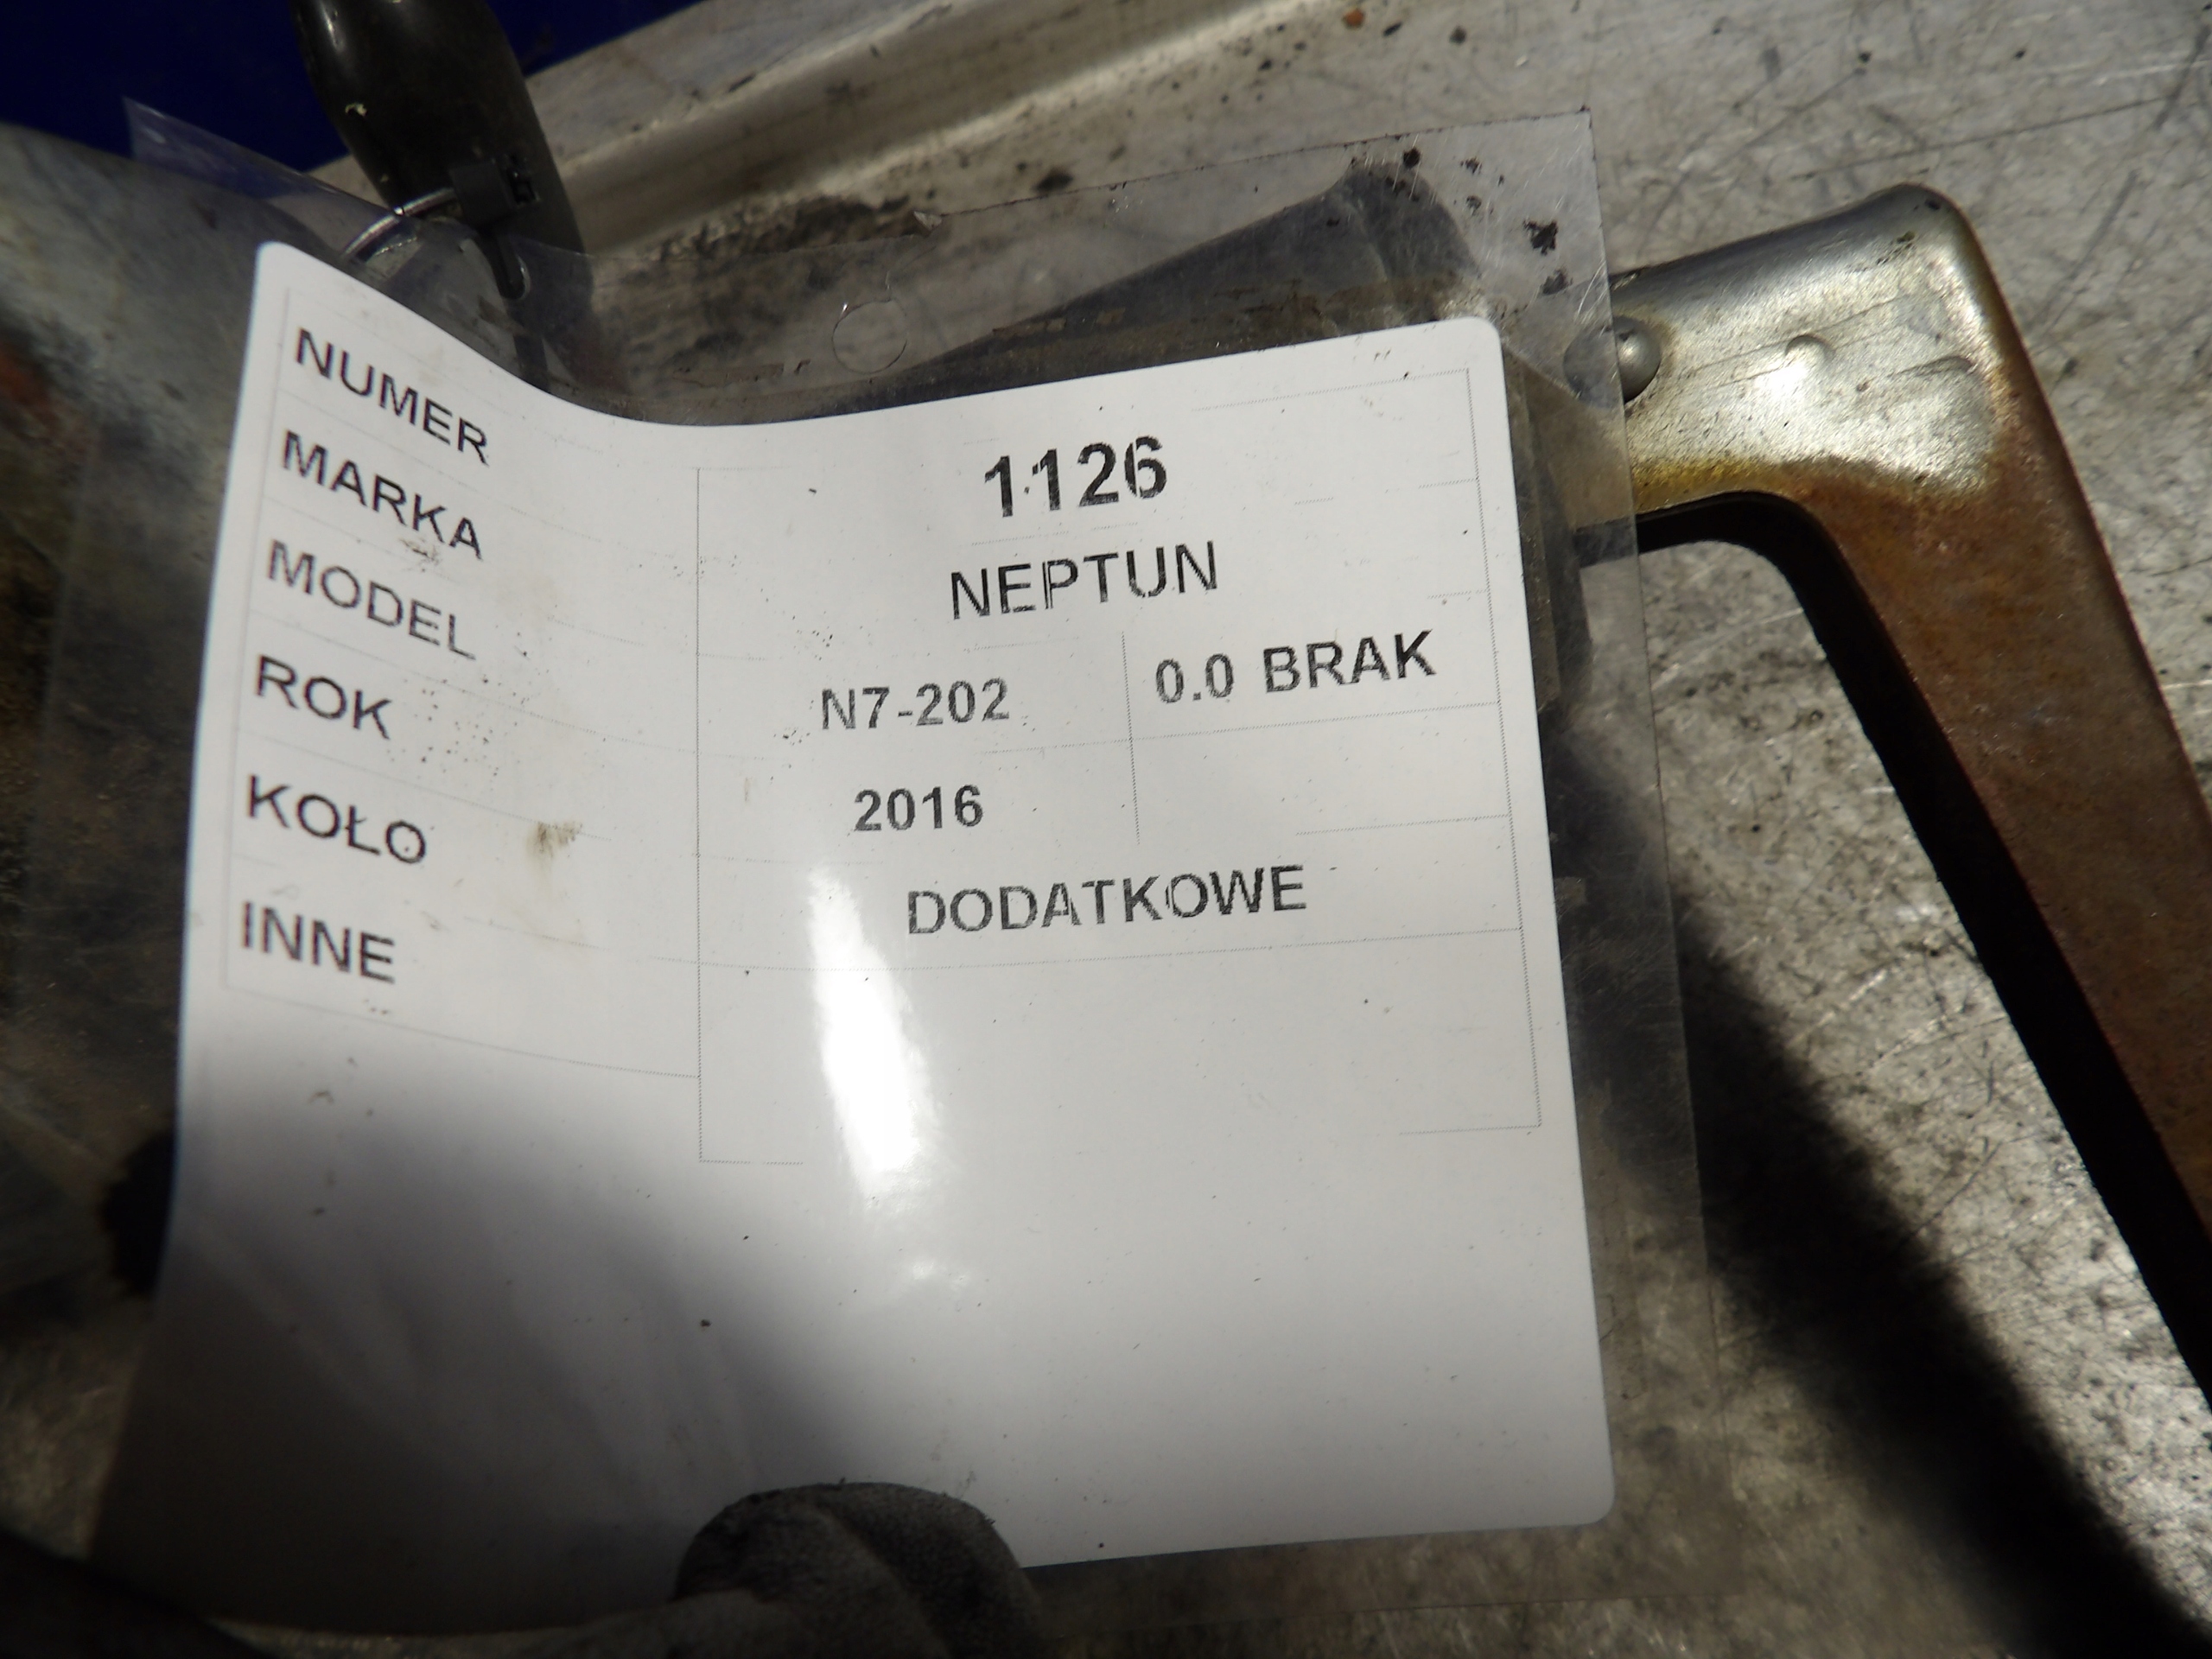 NUMER 1126
MARKA NEPTUN
MODEL N7-202 0.0 BRAK
ROK 2016
KOŁO DODATKOWE
INNE